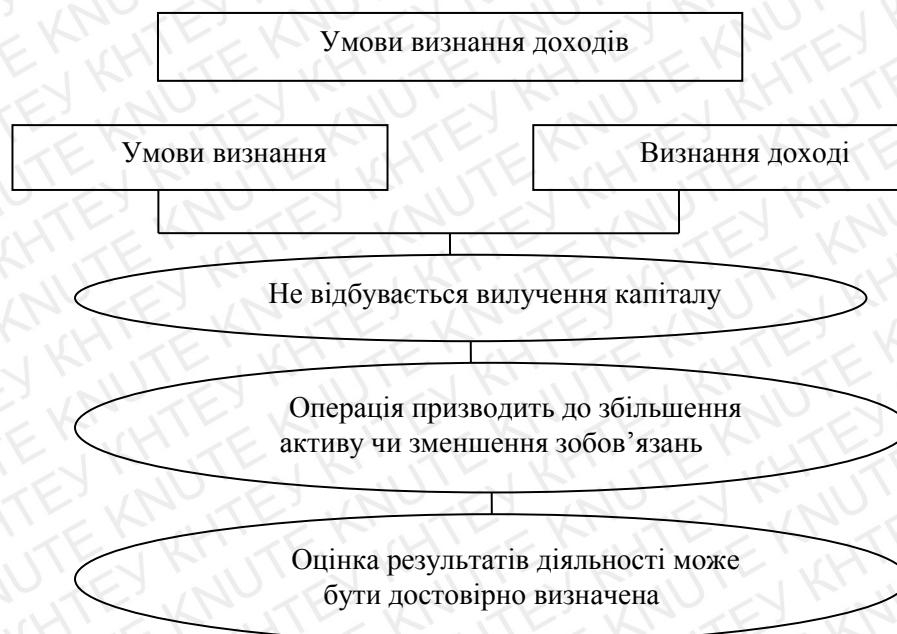 Умови визнання доходів
Умови визнання
Визнання доході
Не відбувається вилучення капіталу
Операція призводить до збільшення
активу чи зменшення зобов’язань
Оцінка результатів діяльності може
бути достовірно визначена